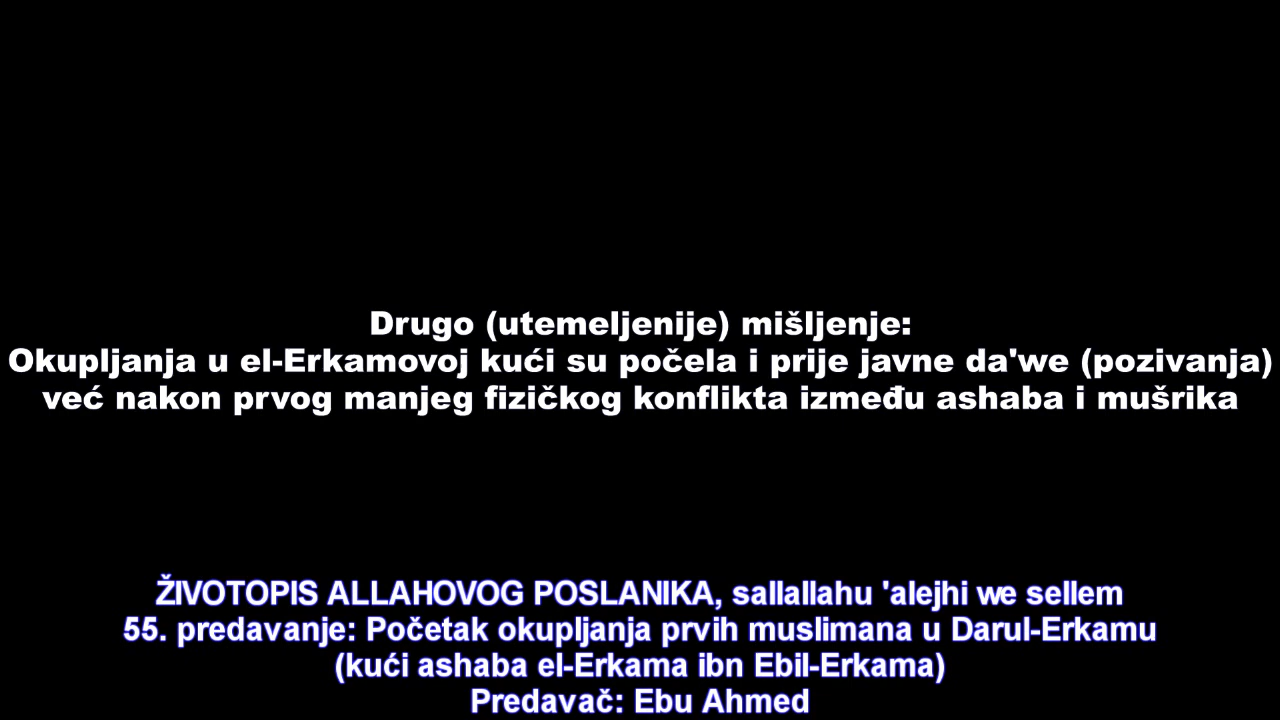 Drugo (utemeljenije) mišljenje:
Okupljanja u el-Erkamovoj kući su počela i prije javne da'we (pozivanja)
već nakon prvog manjeg fizičkog konflikta između ashaba i mušrika
ŽIVOTOPIS ALLAHOVOG POSLANIKA, sallallahu 'alejhi we sellem
55. predavanje: Početak okupljanja prvih muslimana u Darul-Erkamu
(kući ashaba el-Erkama ibn Ebil-Erkama)
Predavač: Ebu Ahmed